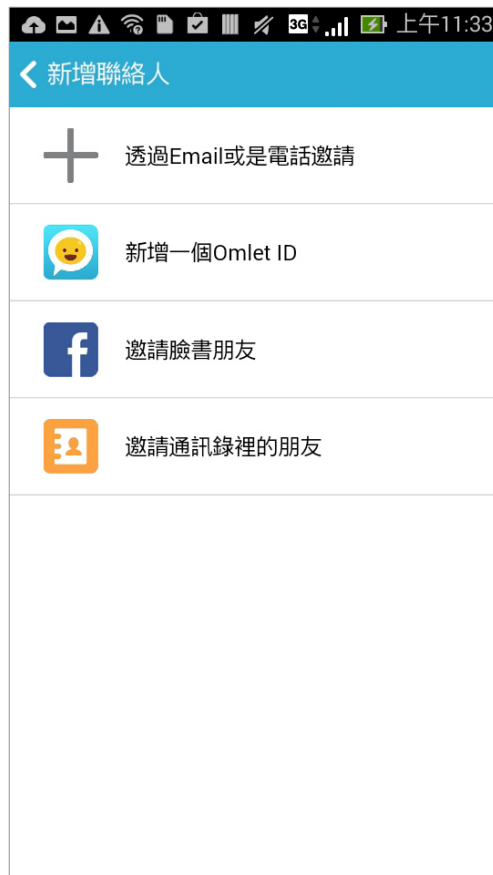 3G 上午11:33
新增聯絡人
透過Email或是電話邀請
新增一個Omlet ID
邀請臉書朋友
邀請通訊錄裡的朋友